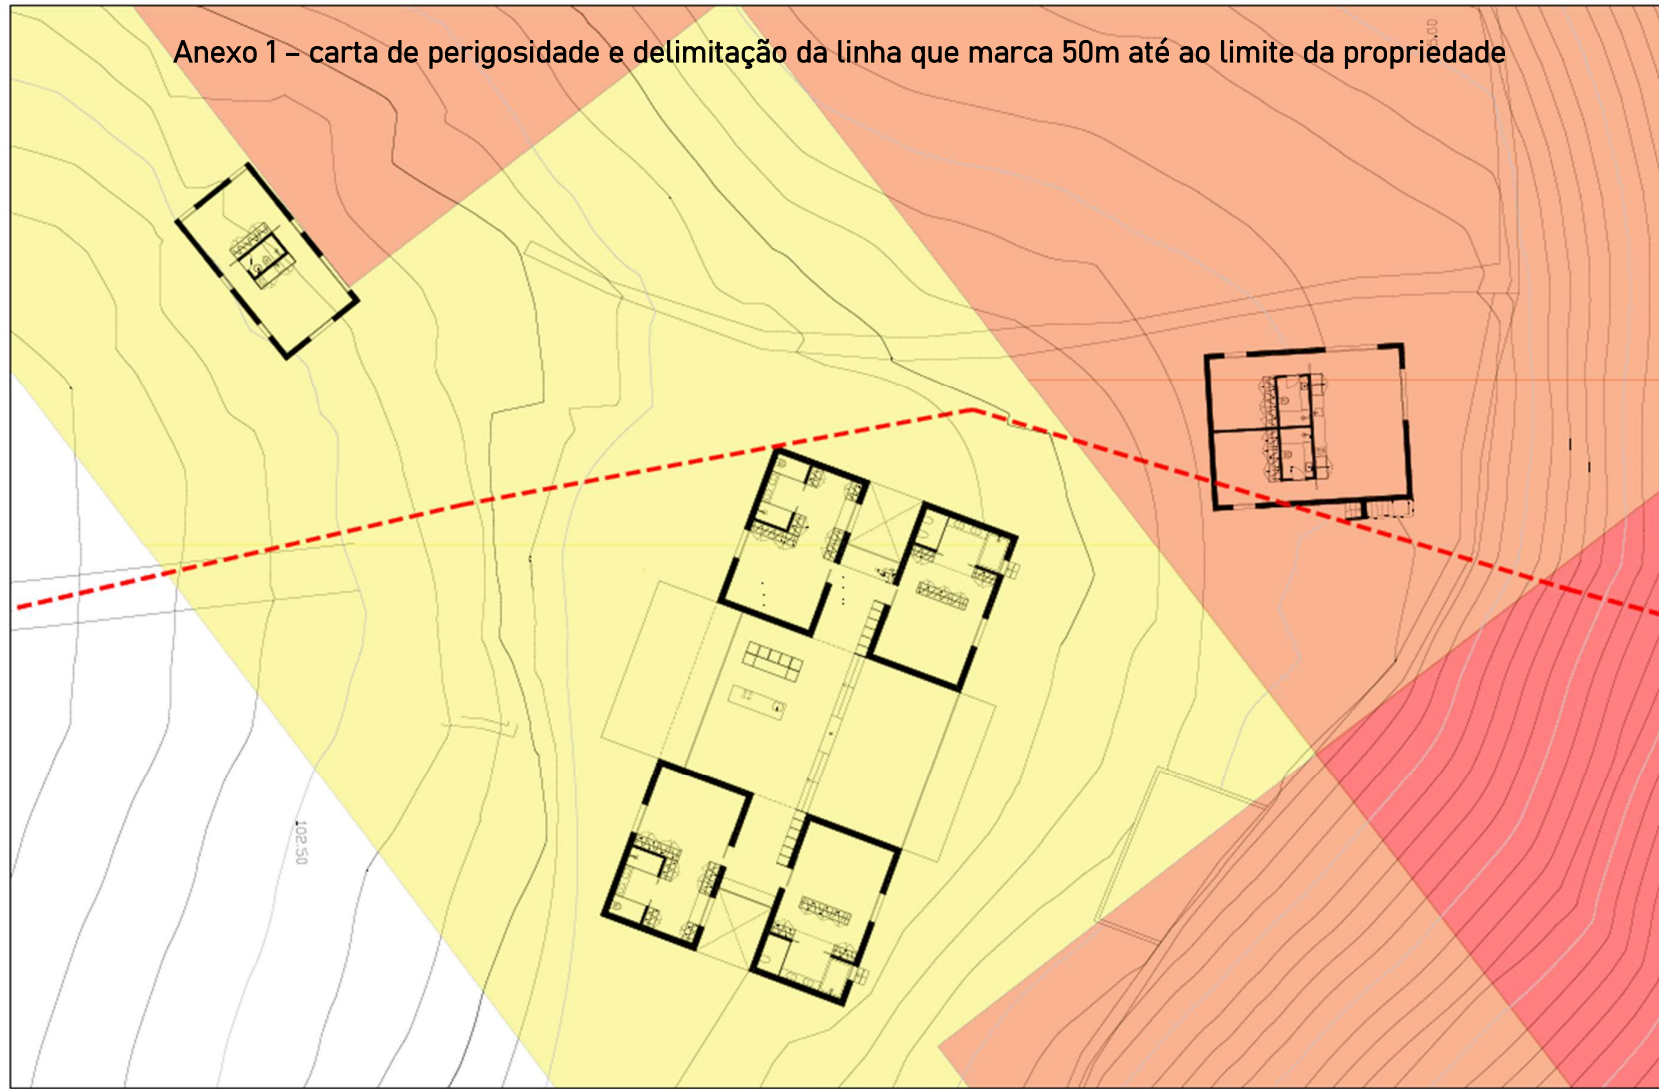 Anexo 1 – carta de perigosidade e delimitação da linha que marca 50m até ao limite da propriedade
102.50